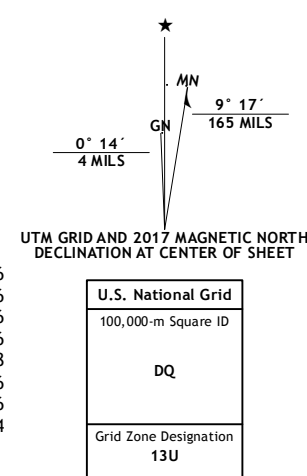 ★
MN
GN
9° 17´
165 MILS
0° 14´
4 MILS
UTM GRID AND 2017 MAGNETIC NORTH
DECLINATION AT CENTER OF SHEET
U.S. National Grid
100,000-m Square ID
DQ
Grid Zone Designation
13U